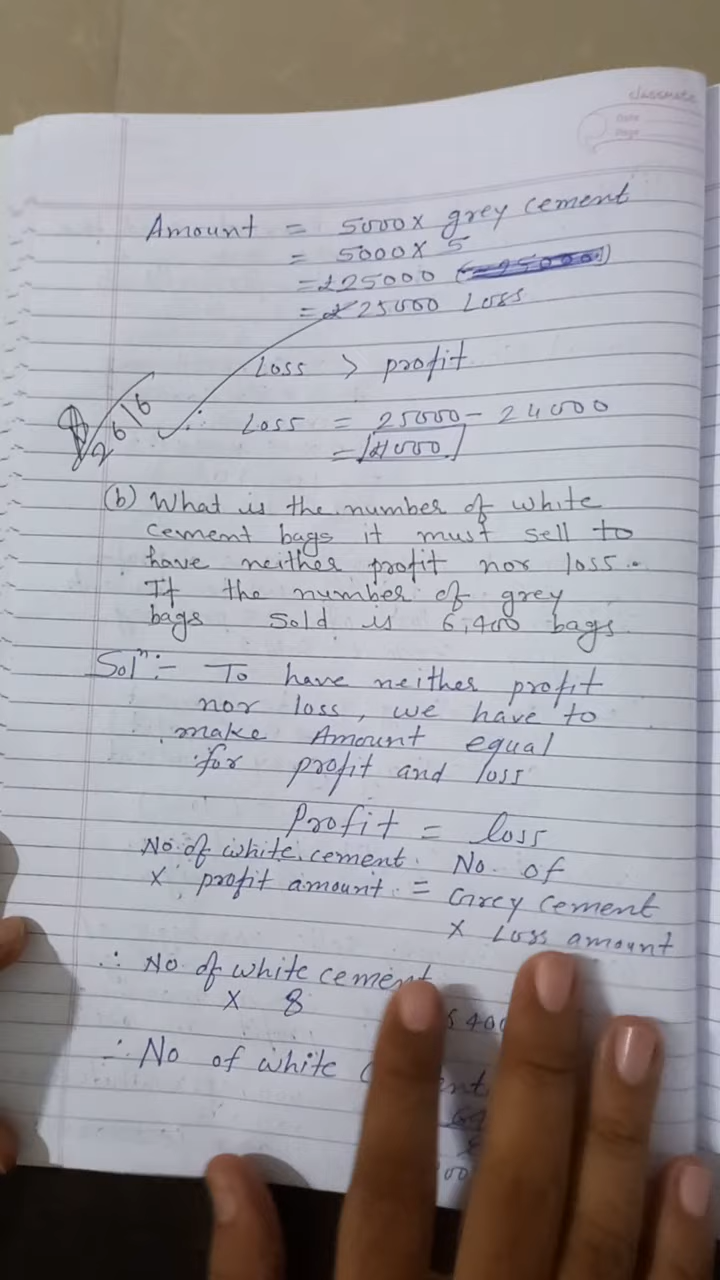 classmate
Date
Page
Amount = 5000 x grey cement
= 5000 x 5
= ₹25000
= ₹25000 Loss
Loss > profit
26/6
∴ Loss = 25000 - 24000
= 1000
(b) What is the number of white
cement bags it must sell to
have neither profit nor loss.
If the number of grey
bags sold is 6,400 bags
Solⁿ:- To have neither profit
nor loss, we have to
make Amount equal
for profit and loss
Profit = loss
No. of white cement No. of
x profit amount = Grey cement
x Loss amount
∴ No of white cement
x 8
∴ No of white